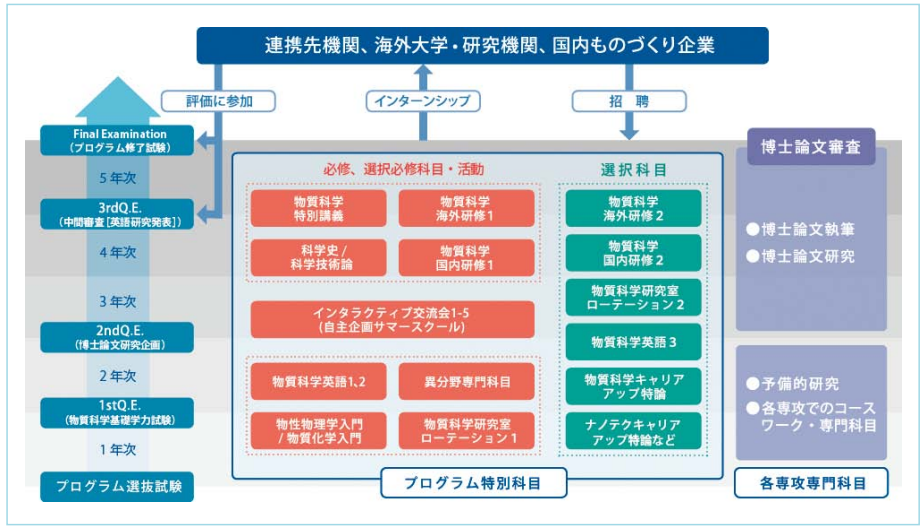 連携先機関、海外大学・研究機関、国内ものづくり企業
評価に参加
インターンシップ
招 聘
Final Examination
(プログラム修了試験)
5年次
3rdQ.E.
(中間審査[英語研究発表])
4年次
3年次
2ndQ.E.
(博士論文研究企画)
2年次
1stQ.E.
(物質科学基礎学力試験)
1年次
プログラム選抜試験
必修、選択必修科目・活動
物質科学
特別講義
物質科学
海外研修1
科学史/
科学技術論
物質科学
国内研修1
インタラクティブ交流会1-5
(自主企画サマースクール)
物質科学英語1、2
異分野専門科目
物性物理学入門
/物質化学入門
物質科学研究室
ローテーション1
選択科目
物質科学
海外研修2
物質科学
国内研修2
物質科学研究室
ローテーション2
物質科学英語3
物質科学キャリア
アップ特論
ナノテクキャリア
アップ特論など
プログラム特別科目
博士論文審査
●博士論文執筆
●博士論文研究
●予備的研究
●各専攻でのコース
ワーク・専門科目
各専攻専門科目